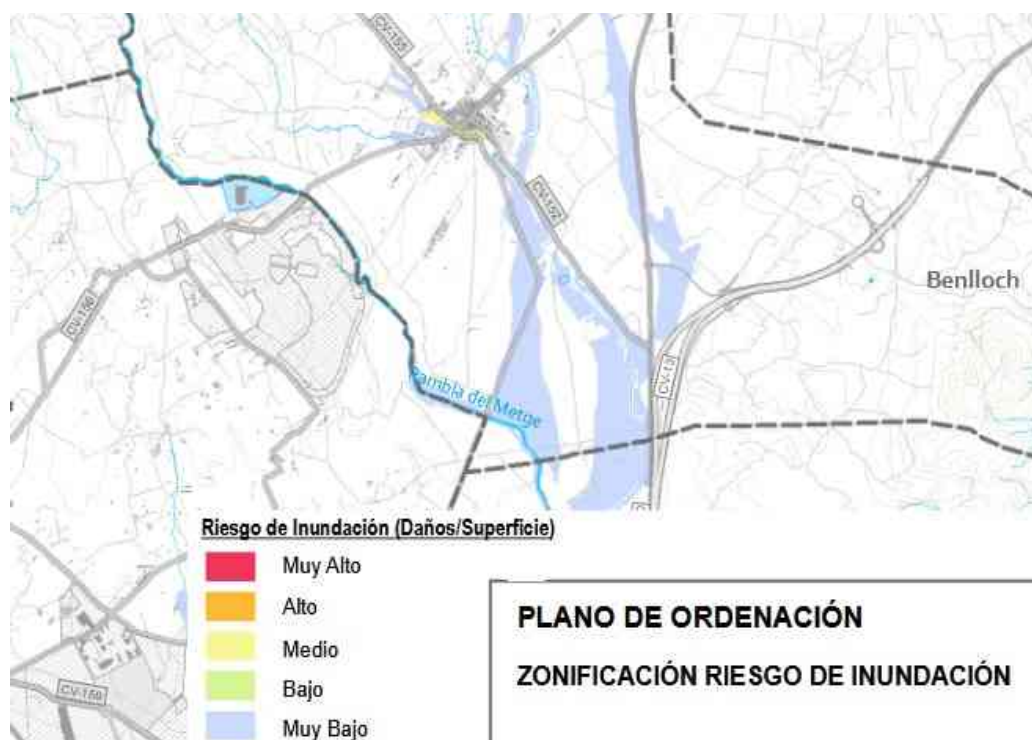 CV-155
CV-152
Benlloch
CV-156
CV-13
Rambla del Metge
Riesgo de Inundación (Daños/Superficie)
Muy Alto
Alto
Medio
Bajo
Muy Bajo
PLANO DE ORDENACIÓN
ZONIFICACIÓN RIESGO DE INUNDACIÓN